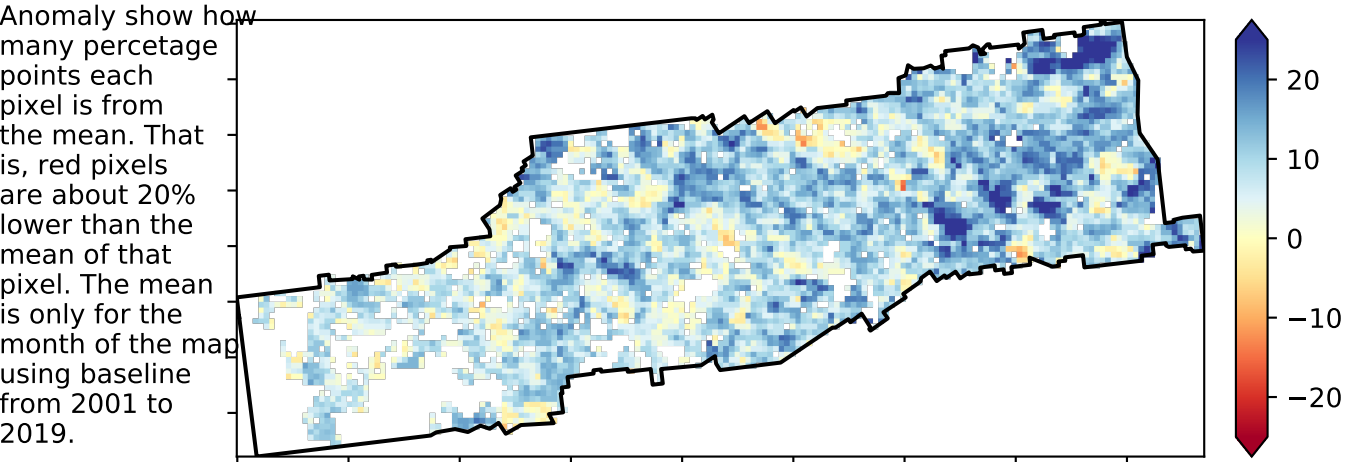 Anomaly show how
many percetage
points each
pixel is from
the mean. That
is, red pixels
are about 20%
lower than the
mean of that
pixel. The mean
is only for the
month of the map
using baseline
from 2001 to
2019.
20
10
0
−10
−20